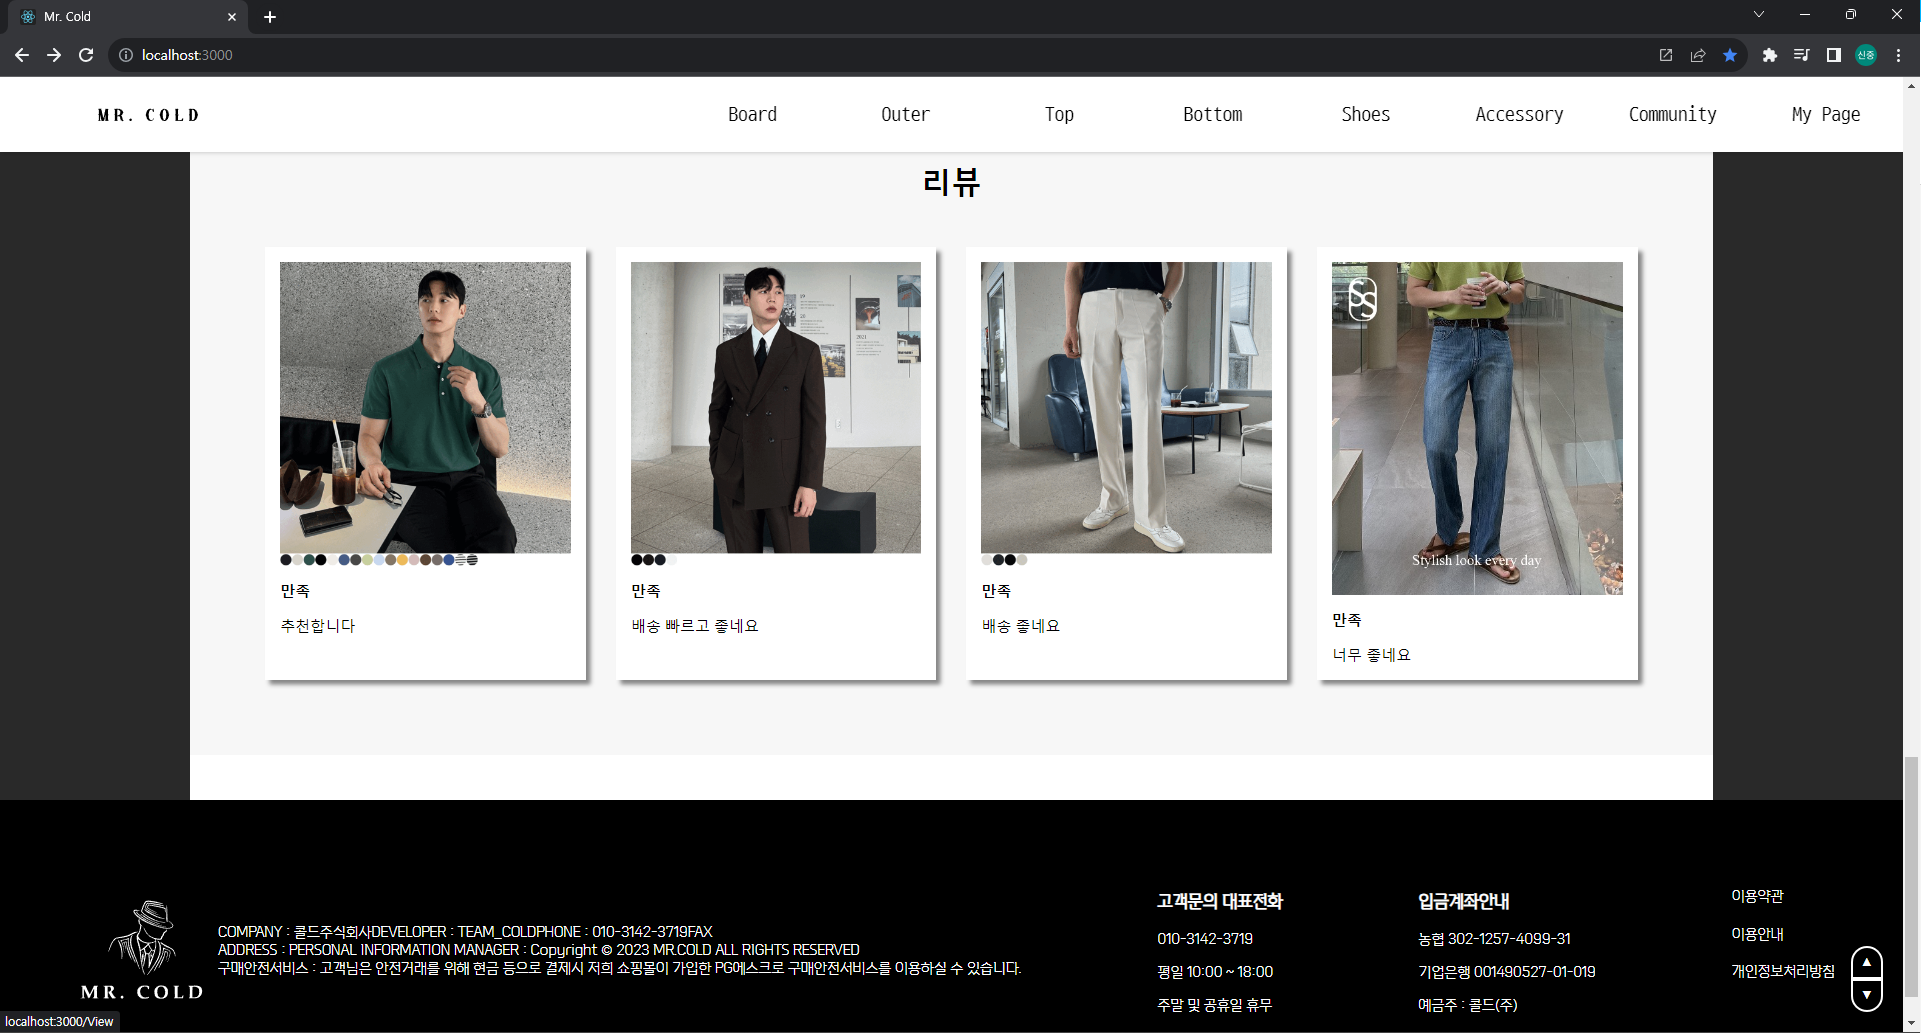 Mr. Cold
localhost:3000
신중
MR. COLD
Board
Outer
Top
Bottom
Shoes
Accessory
Community
My Page
리뷰
만족
추천합니다
만족
배송 빠르고 좋네요
만족
배송 좋네요
SS
Stylish look every day
만족
너무 좋네요
MR. COLD
COMPANY : 콜드주식회사DEVELOPER : TEAM_COLDPHONE : 010-3142-3719FAX
ADDRESS : PERSONAL INFORMATION MANAGER : Copyright © 2023 MR.COLD ALL RIGHTS RESERVED
구매안전서비스 : 고객님은 안전거래를 위해 현금 등으로 결제시 저희 쇼핑몰이 가입한 PG에스크로 구매안전서비스를 이용하실 수 있습니다.
고객문의 대표전화
010-3142-3719
평일 10:00 ~ 18:00
주말 및 공휴일 휴무
입금계좌안내
농협 302-1257-4099-31
기업은행 001490527-01-019
예금주 : 콜드(주)
이용약관
이용안내
개인정보처리방침
▲
▼
localhost:3000/View